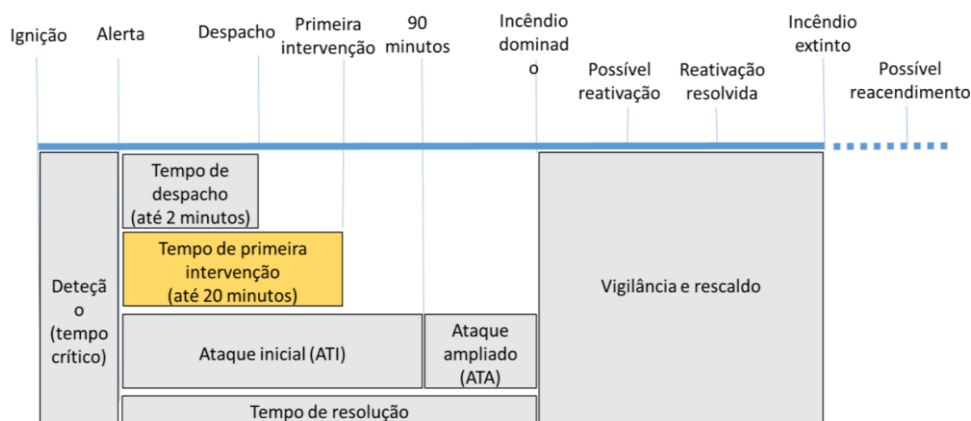 Ignição
Alerta
Despacho
Primeira
intervenção
90
minutos
Incêndio
dominad
o
Possível
reativação
Reativação
resolvida
Incêndio
extinto
Possível
reacendimento
Tempo de
despacho
(até 2 minutos)
Tempo de primeira
intervenção
(até 20 minutos)
Deteçã
o
(tempo
crítico)
Ataque inicial (ATI)
Ataque
ampliado
(ATA)
Vigilância e rescaldo
Tempo de resolução